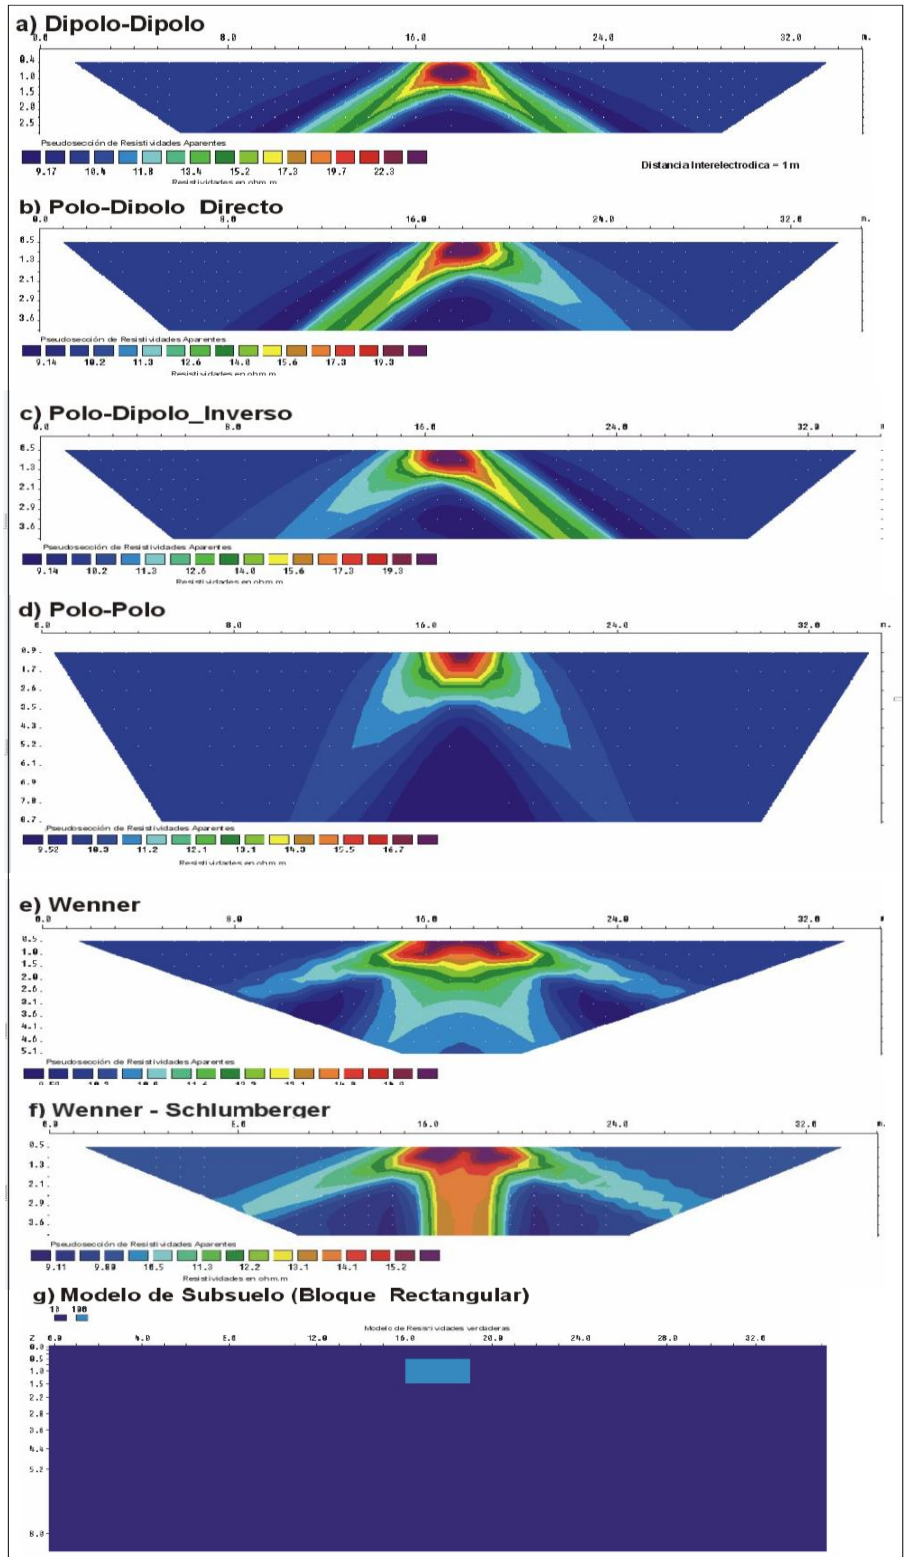 a) Dipolo-Dipolo
0.0 8.0 16.0 24.0 32.0 m.
0.4
1.0
1.5
2.0
2.5
Pseudosección de Resistividades Aparentes
9.17 10.4 11.8 13.4 15.2 17.3 19.7 22.3
Resistividades en ohm.m
Distancia Interelectrodica = 1 m
b) Polo-Dipolo_Directo
0.0 8.0 16.0 24.0 32.0 m.
0.5
1.3
2.1
2.9
3.6
Pseudosección de Resistividades Aparentes
9.14 10.2 11.3 12.6 14.0 15.6 17.3 19.3
Resistividades en ohm.m
c) Polo-Dipolo_Inverso
0.0 8.0 16.0 24.0 32.0
0.5
1.3
2.1
2.9
3.6
Pseudosección de Resistividades Aparentes
9.14 10.2 11.3 12.6 14.0 15.6 17.3 19.3
Resistividades en ohm.m
d) Polo-Polo
0.0 8.0 16.0 24.0 32.0 m.
0.9
1.7
2.6
3.5
4.3
5.2
6.1
6.9
7.8
8.7
Pseudosección de Resistividades Aparentes
9.52 10.3 11.2 12.1 13.1 14.3 15.5 16.7
Resistividades en ohm.m
e) Wenner
0.0 8.0 16.0 24.0 32.0
0.5
1.0
1.5
2.0
2.6
3.1
3.6
4.1
4.6
5.1
Pseudosección de Resistividades Aparentes
f) Wenner - Schlumberger
0.0 8.0 16.0 24.0 32.0 m.
0.5
1.3
2.1
2.9
3.6
Pseudosección de Resistividades Aparentes
9.11 9.80 10.5 11.3 12.2 13.1 14.1 15.2
Resistividades en ohm.m
g) Modelo de Subsuelo (Bloque Rectangular)
10 100
Modelo de Resistividades verdaderas
Z 0.0 4.0 8.0 12.0 16.0 20.0 24.0 28.0 32.0
0.0
0.5
1.0
1.5
2.2
2.8
3.6
4.4
5.2
8.0